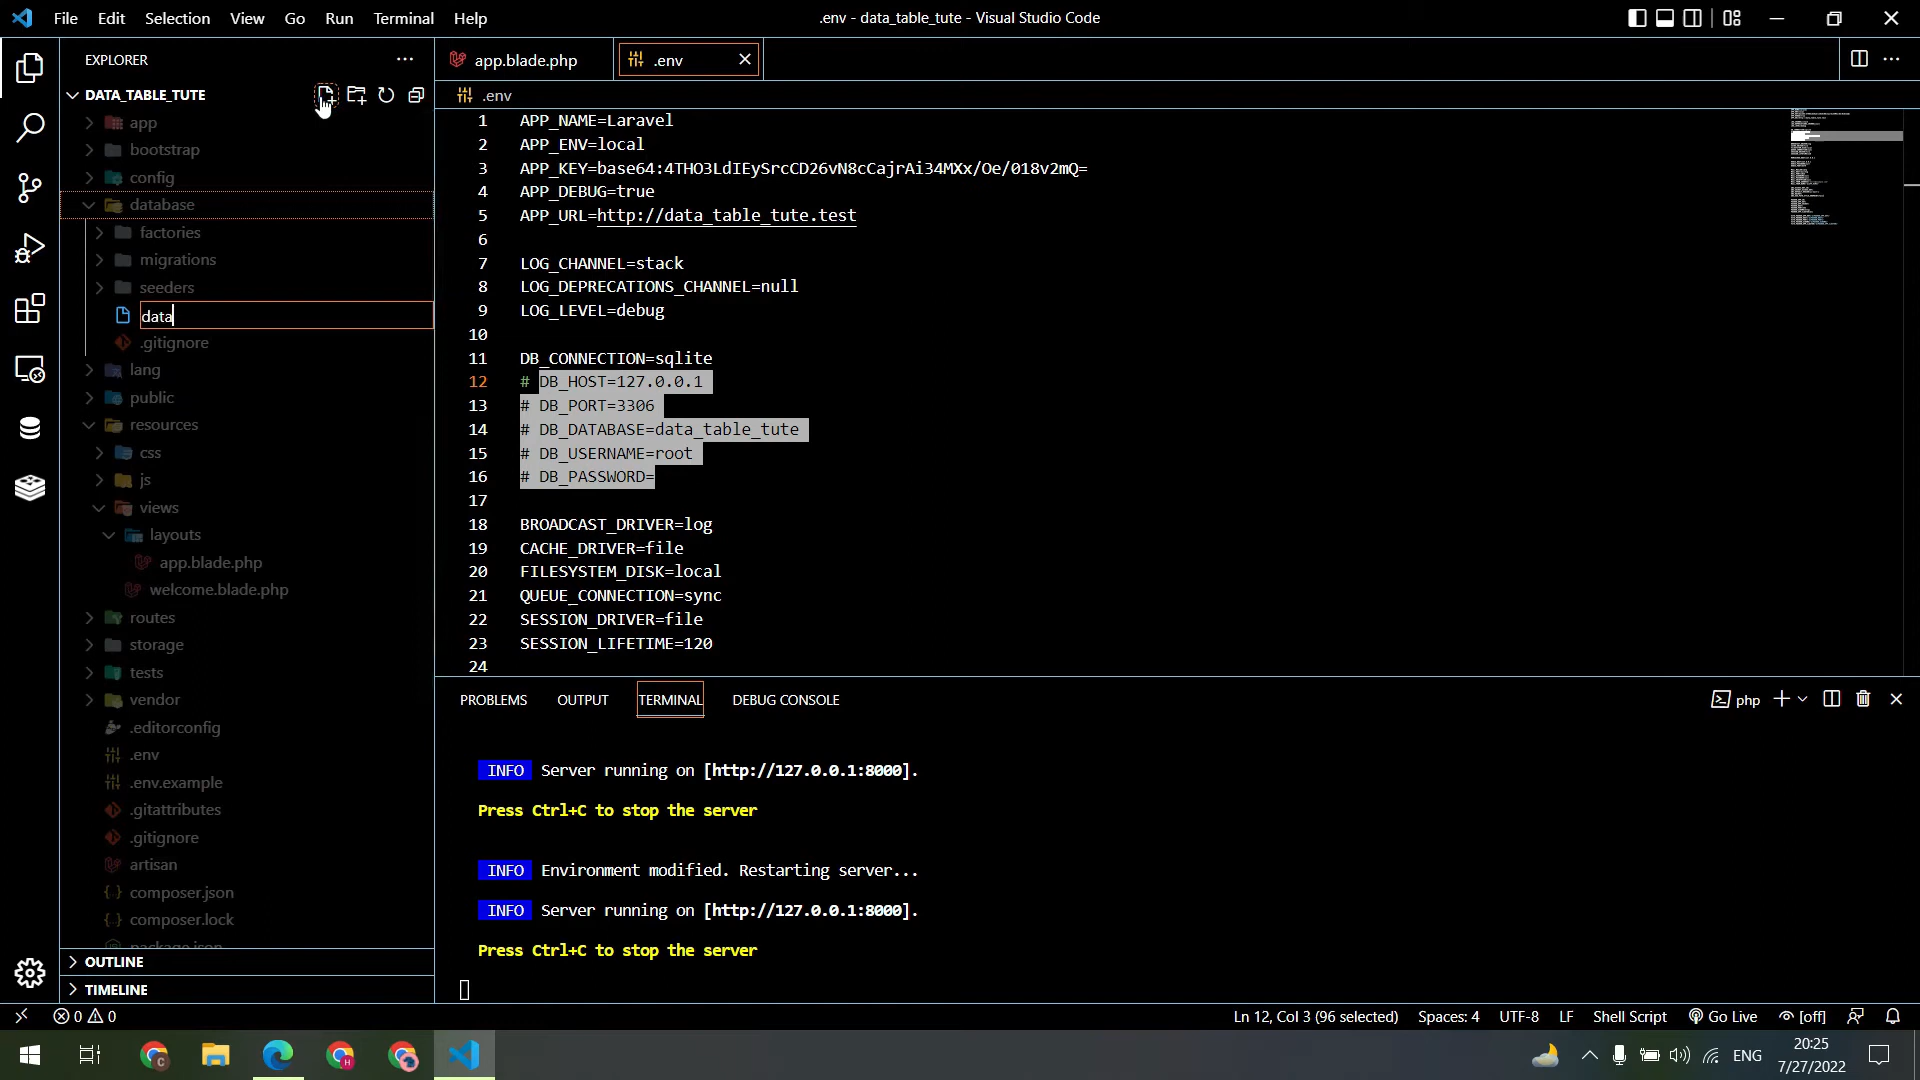 File Edit Selection View Go Run Terminal Help
.env - data_table_tute - Visual Studio Code
EXPLORER
DATA_TABLE_TUTE
app
bootstrap
config
database
factories
migrations
seeders
data
.gitignore
lang
public
resources
css
js
views
layouts
app.blade.php
welcome.blade.php
routes
storage
tests
vendor
.editorconfig
.env
.env.example
.gitattributes
.gitignore
artisan
composer.json
composer.lock
package.json
OUTLINE
TIMELINE
app.blade.php
.env
.env
1 APP_NAME=Laravel
2 APP_ENV=local
3 APP_KEY=base64:4THO3LdIEySrcCD26vN8cCajrAi34MXx/Oe/018v2mQ=
4 APP_DEBUG=true
5 APP_URL=http://data_table_tute.test
6
7 LOG_CHANNEL=stack
8 LOG_DEPRECATIONS_CHANNEL=null
9 LOG_LEVEL=debug
10
11 DB_CONNECTION=sqlite
12 # DB_HOST=127.0.0.1
13 # DB_PORT=3306
14 # DB_DATABASE=data_table_tute
15 # DB_USERNAME=root
16 # DB_PASSWORD=
17
18 BROADCAST_DRIVER=log
19 CACHE_DRIVER=file
20 FILESYSTEM_DISK=local
21 QUEUE_CONNECTION=sync
22 SESSION_DRIVER=file
23 SESSION_LIFETIME=120
24
PROBLEMS OUTPUT TERMINAL DEBUG CONSOLE
php
INFO Server running on [http://127.0.0.1:8000].
Press Ctrl+C to stop the server
INFO Environment modified. Restarting server...
INFO Server running on [http://127.0.0.1:8000].
Press Ctrl+C to stop the server
0 0
Ln 12, Col 3 (96 selected) Spaces: 4 UTF-8 LF Shell Script Go Live [off]
ENG
20:25
7/27/2022